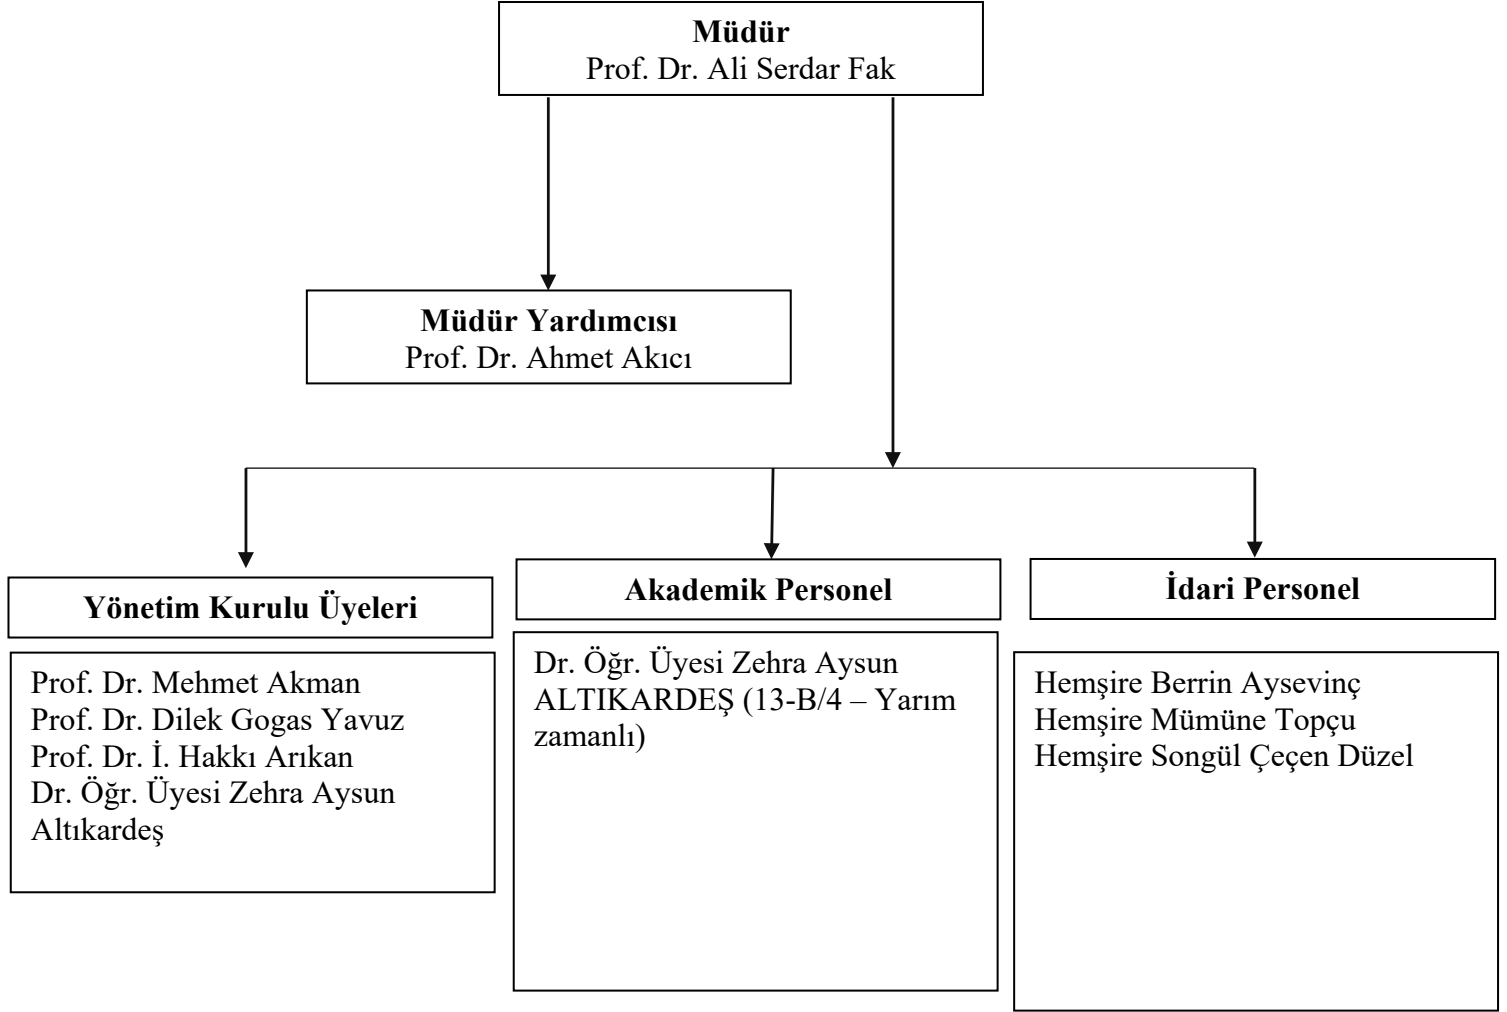 Müdür
Prof. Dr. Ali Serdar Fak
Müdür Yardımcısı
Prof. Dr. Ahmet Akıcı
Yönetim Kurulu Üyeleri
Prof. Dr. Mehmet Akman
Prof. Dr. Dilek Gogas Yavuz
Prof. Dr. İ. Hakkı Arıkan
Dr. Öğr. Üyesi Zehra Aysun
Altıkardeş
Akademik Personel
Dr. Öğr. Üyesi Zehra Aysun
ALTIKARDEŞ (13-B/4 – Yarım
zamanlı)
İdari Personel
Hemşire Berrin Aysevinç
Hemşire Mümüne Topçu
Hemşire Songül Çeçen Düzel